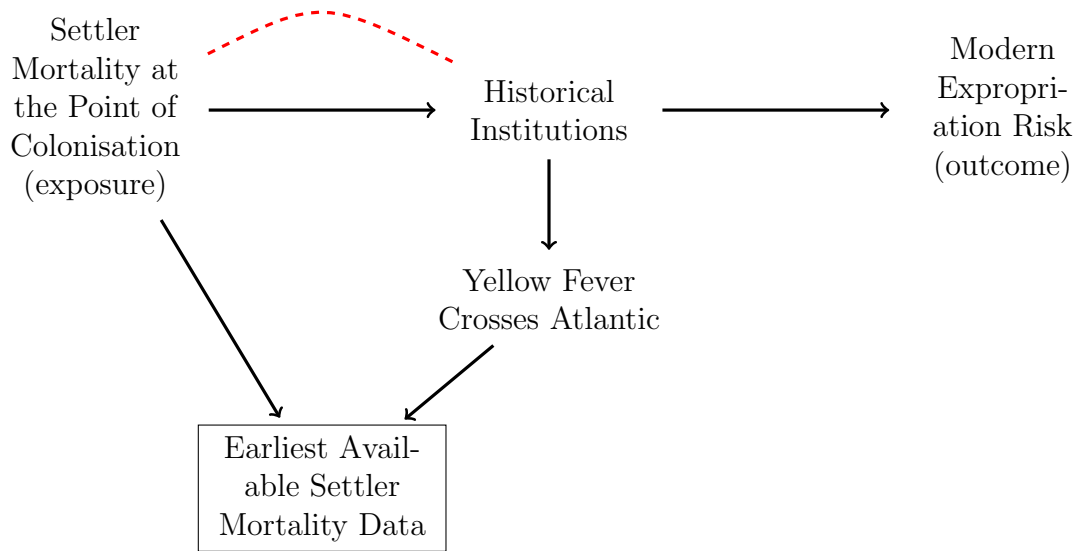 Settler
Mortality at
the Point of
Colonisation
(exposure)
Historical
Institutions
Modern
Expropri-
ation Risk
(outcome)
Yellow Fever
Crosses Atlantic
Earliest Avail-
able Settler
Mortality Data